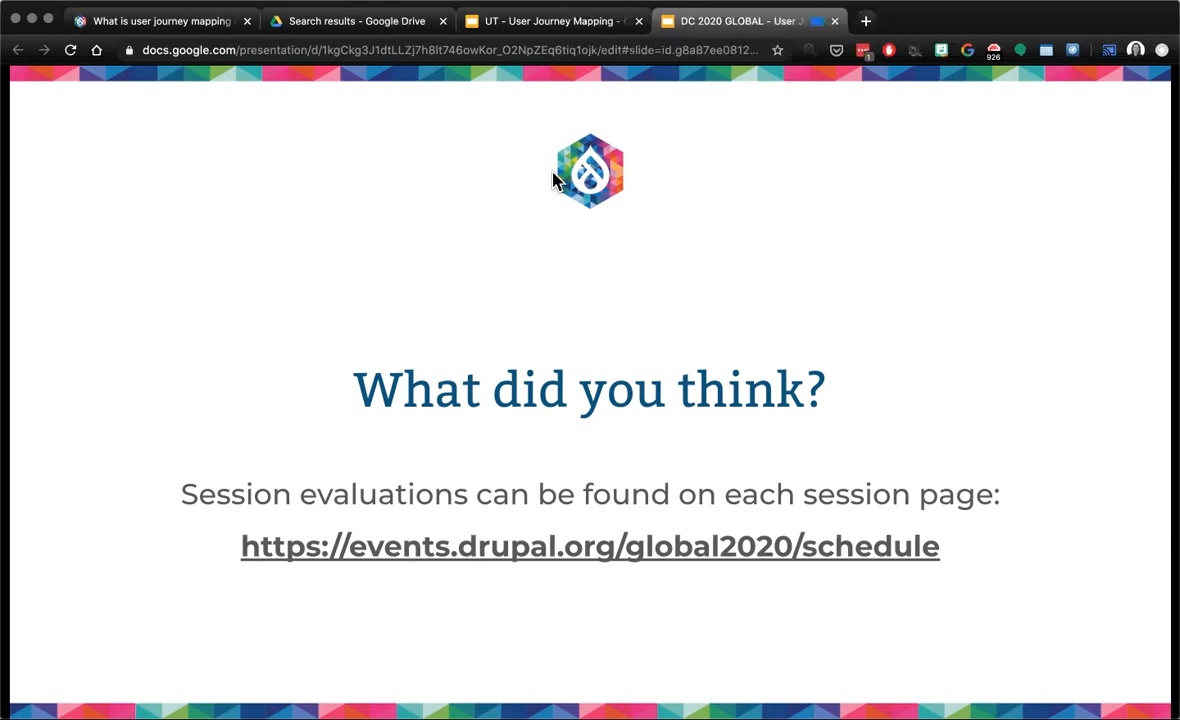 What is user journey mapping
Search results - Google Drive
UT - User Journey Mapping -
DC 2020 GLOBAL - User
docs.google.com/presentation/d/1kgCkg3J1dtLLZj7h8lt746owKor_O2NpZEq6tiq1ojk/edit#slide=id.g8a87ee0812...
1
926
What did you think?
Session evaluations can be found on each session page:
https://events.drupal.org/global2020/schedule